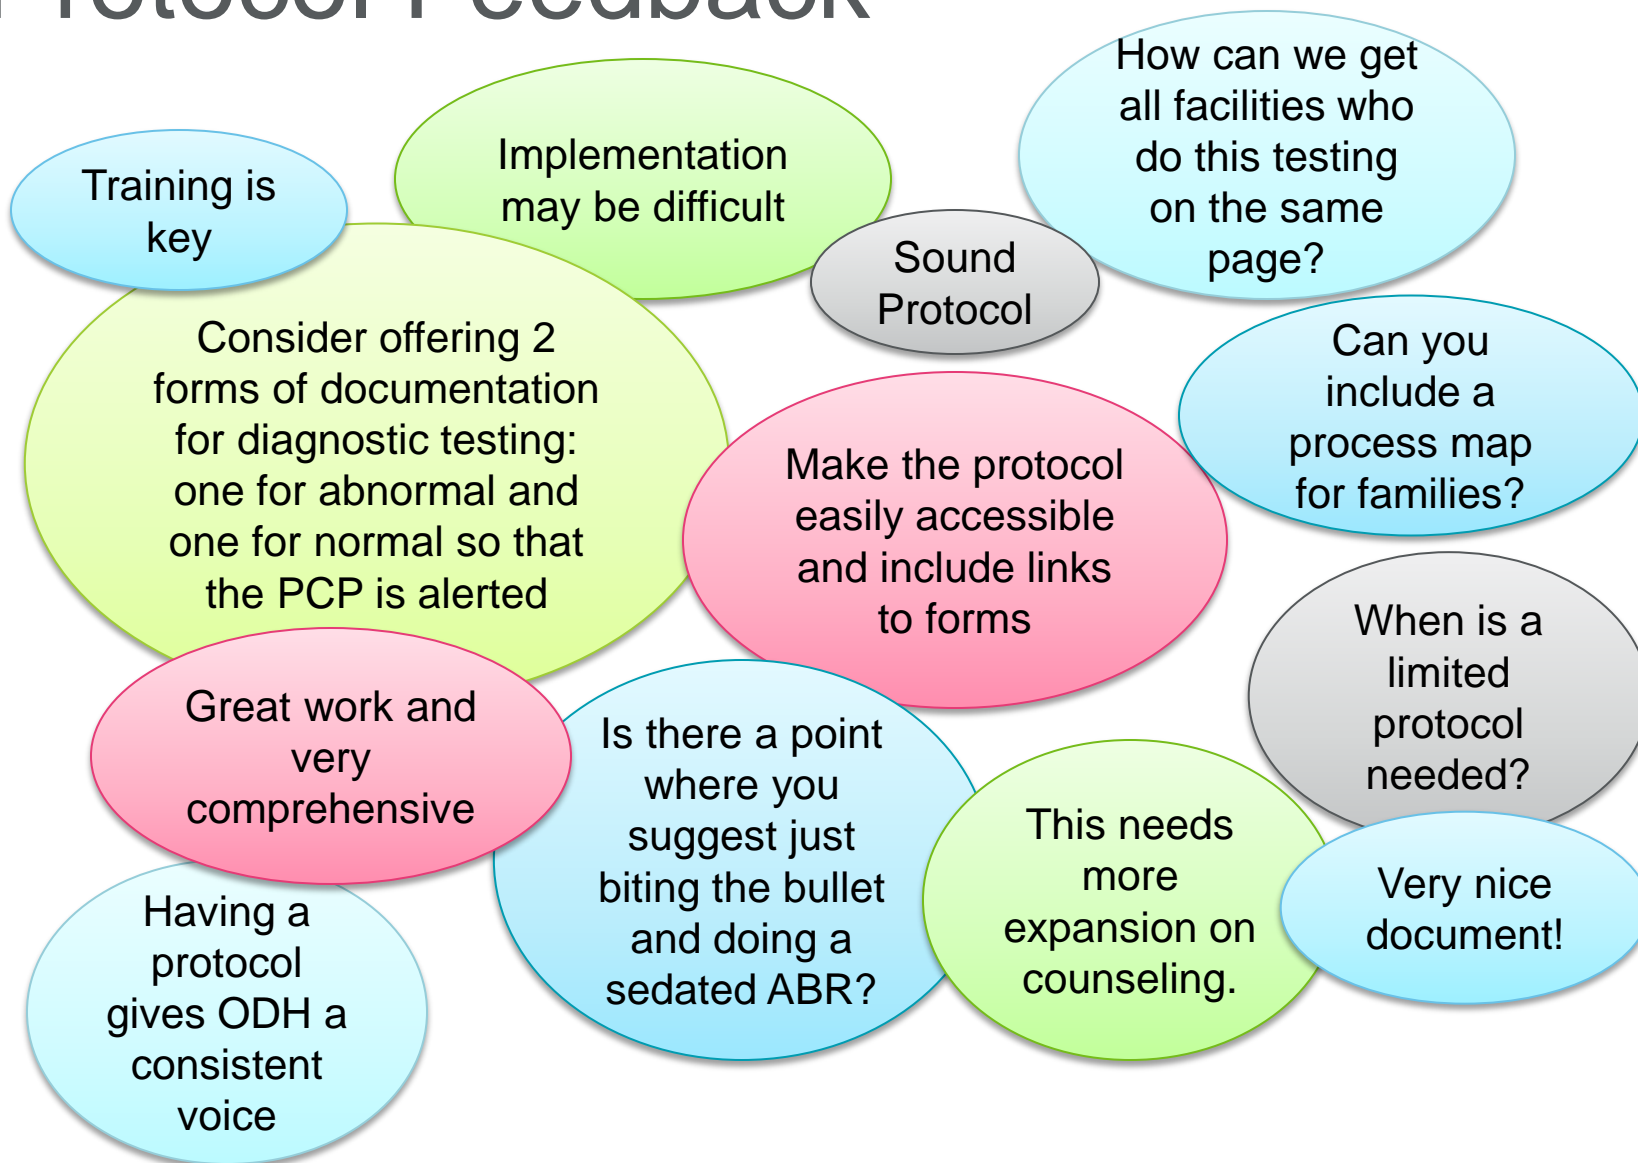 Protocol Feedback
How can we get
all facilities who
do this testing
on the same
page?
Implementation
may be difficult
Training is
key
Sound
Protocol
Consider offering 2
forms of documentation
for diagnostic testing:
one for abnormal and
one for normal so that
the PCP is alerted
Can you
include a
process map
for families?
Make the protocol
easily accessible
and include links
to forms
When is a
limited
protocol
needed?
Great work and
very
comprehensive
Is there a point
where you
suggest just
biting the bullet
and doing a
sedated ABR?
This needs
more
expansion on
counseling.
Very nice
document!
Having a
protocol
gives ODH a
consistent
voice